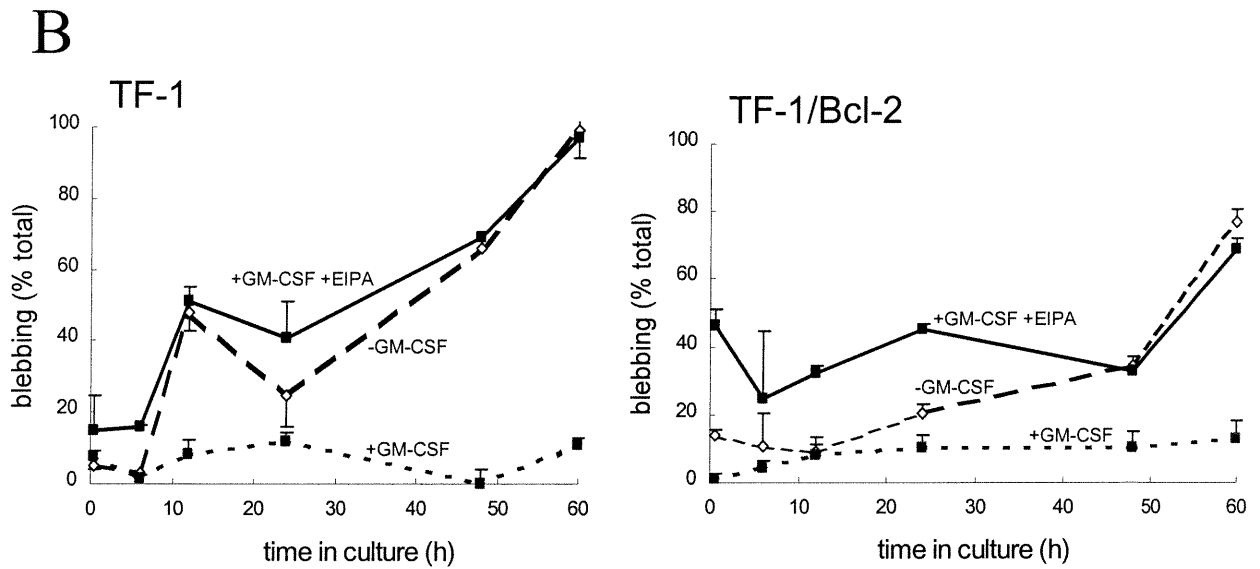 B
TF-1
100
80
60
40
20
0
blebbing (% total)
+GM-CSF +EIPA
-GM-CSF
+GM-CSF
0 10 20 30 40 50 60
time in culture (h)
TF-1/Bcl-2
100
80
60
40
20
0
blebbing (% total)
+GM-CSF +EIPA
-GM-CSF
+GM-CSF
0 10 20 30 40 50 60
time in culture (h)